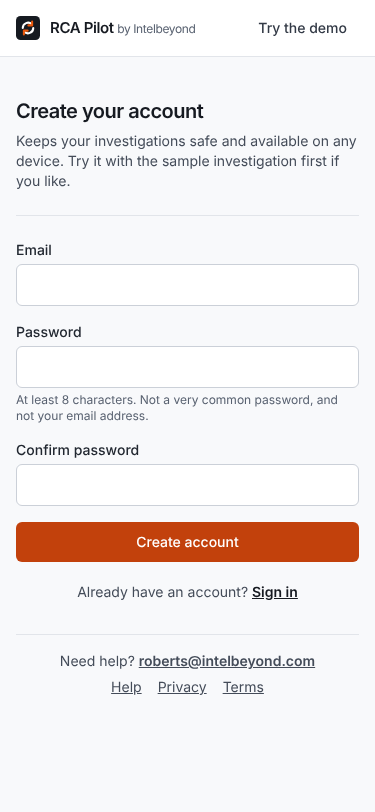 RCA Pilot by Intelbeyond
Try the demo
Create your account
Keeps your investigations safe and available on any
device. Try it with the sample investigation first if
you like.
Email
Password
At least 8 characters. Not a very common password, and
not your email address.
Confirm password
Create account
Already have an account? Sign in
Need help? roberts@intelbeyond.com
Help Privacy Terms